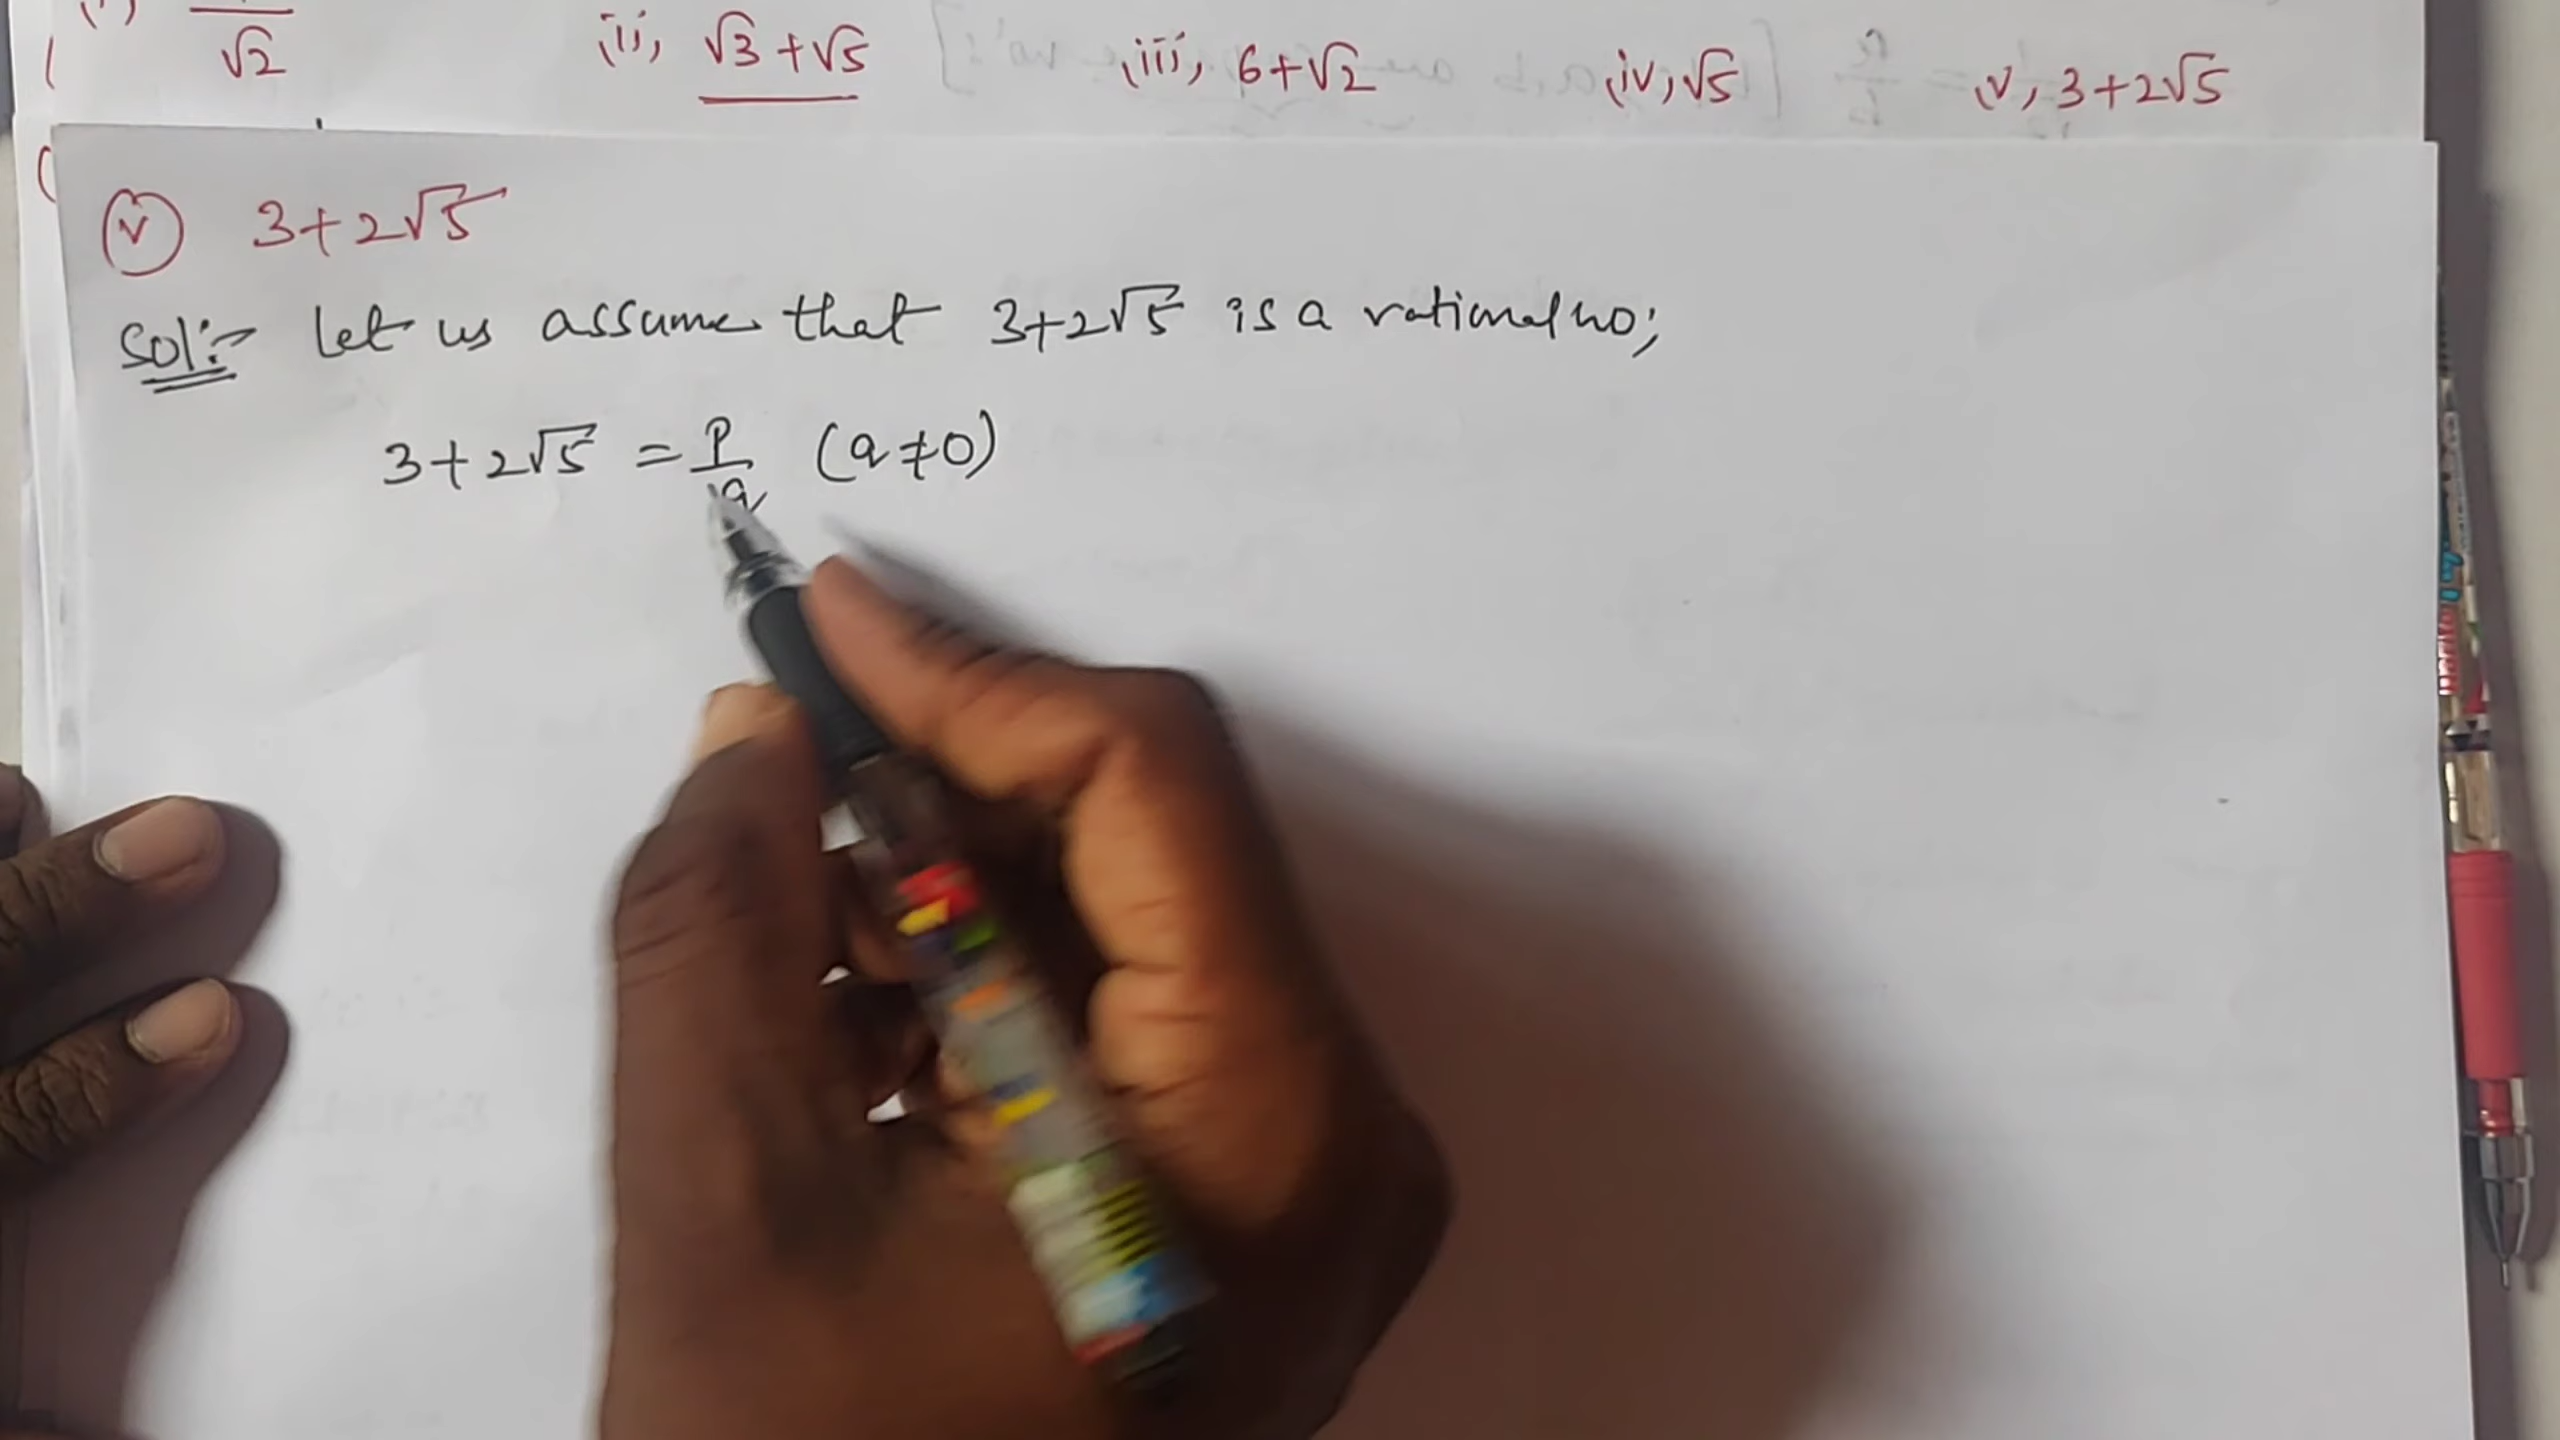 (i) 1/√2 (ii) √3+√5 (iii) 6+√2 (iv) √5 (v) 3+2√5
(v) 3+2√5
Sol:- let us assume that 3+2√5 is a rational no;
3+2√5 = P/q (q≠0)